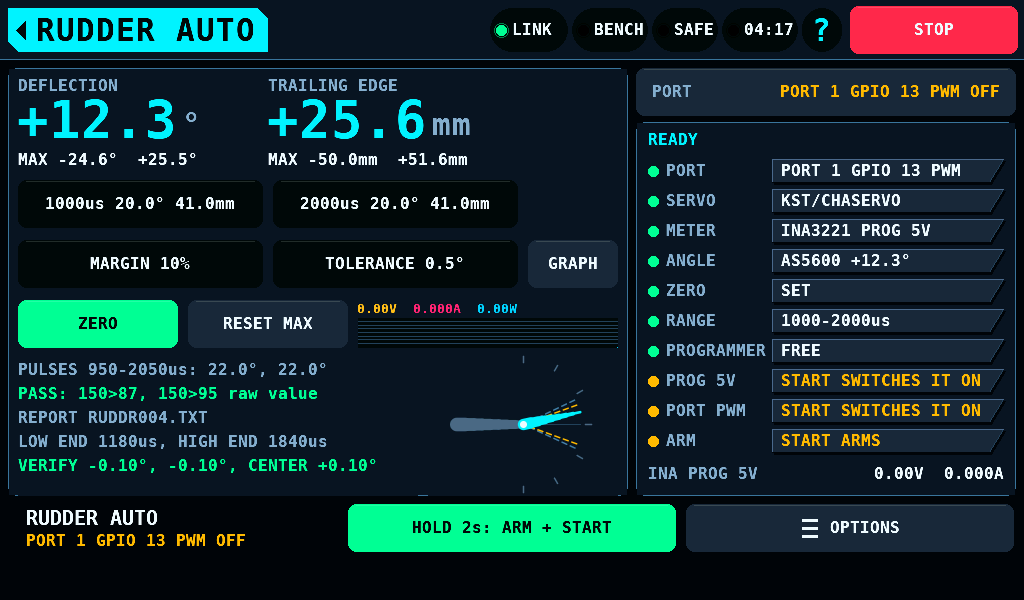 RUDDER AUTO
LINK
BENCH
SAFE
04:17
?
STOP
DEFLECTION
+12.3°
MAX -24.6° +25.5°
TRAILING EDGE
+25.6mm
MAX -50.0mm +51.6mm
1000us 20.0° 41.0mm
2000us 20.0° 41.0mm
MARGIN 10%
TOLERANCE 0.5°
GRAPH
ZERO
RESET MAX
0.00V 0.000A 0.00W
PULSES 950-2050us: 22.0°, 22.0°
PASS: 150>87, 150>95 raw value
REPORT RUDDR004.TXT
LOW END 1180us, HIGH END 1840us
VERIFY -0.10°, -0.10°, CENTER +0.10°
PORT PORT 1 GPIO 13 PWM OFF
READY
PORT PORT 1 GPIO 13 PWM
SERVO KST/CHASERVO
METER INA3221 PROG 5V
ANGLE AS5600 +12.3°
ZERO SET
RANGE 1000-2000us
PROGRAMMER FREE
PROG 5V START SWITCHES IT ON
PORT PWM START SWITCHES IT ON
ARM START ARMS
INA PROG 5V 0.00V 0.000A
RUDDER AUTO
PORT 1 GPIO 13 PWM OFF
HOLD 2s: ARM + START
OPTIONS